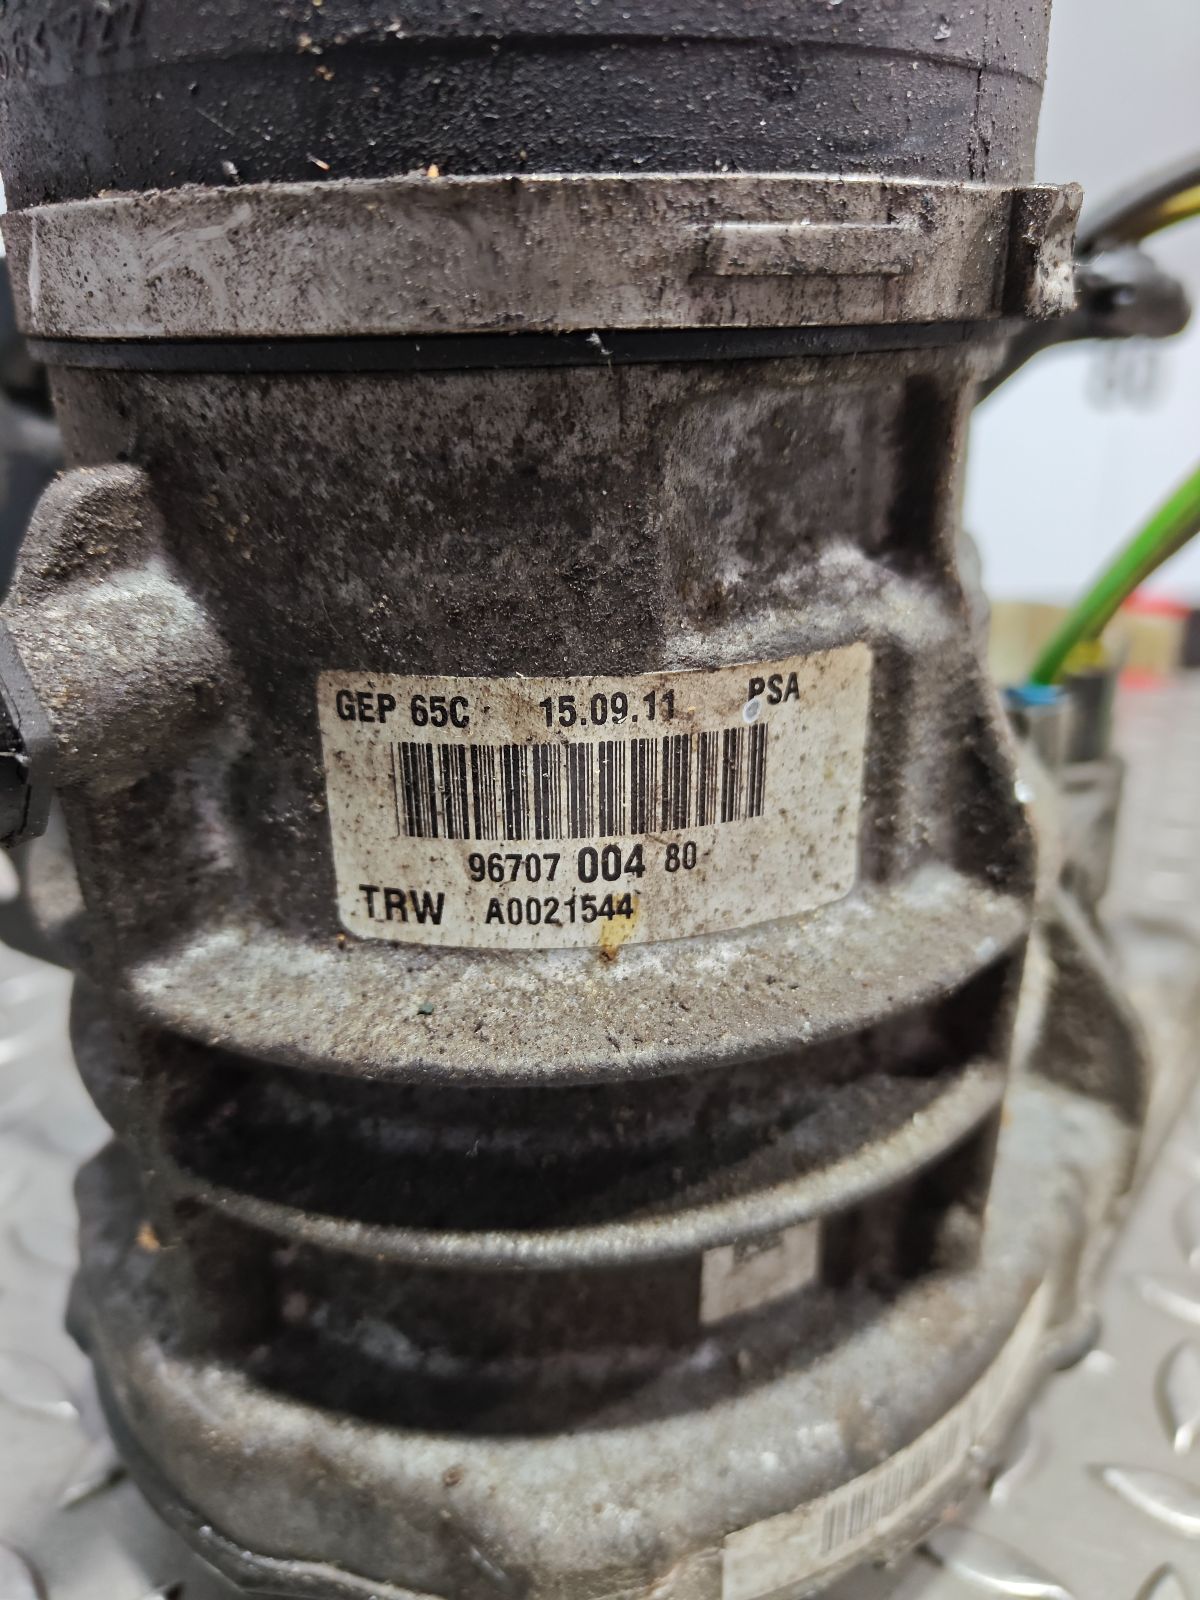 GEP 65C 15.09.11 PSA
96707 004 80
TRW A0021544